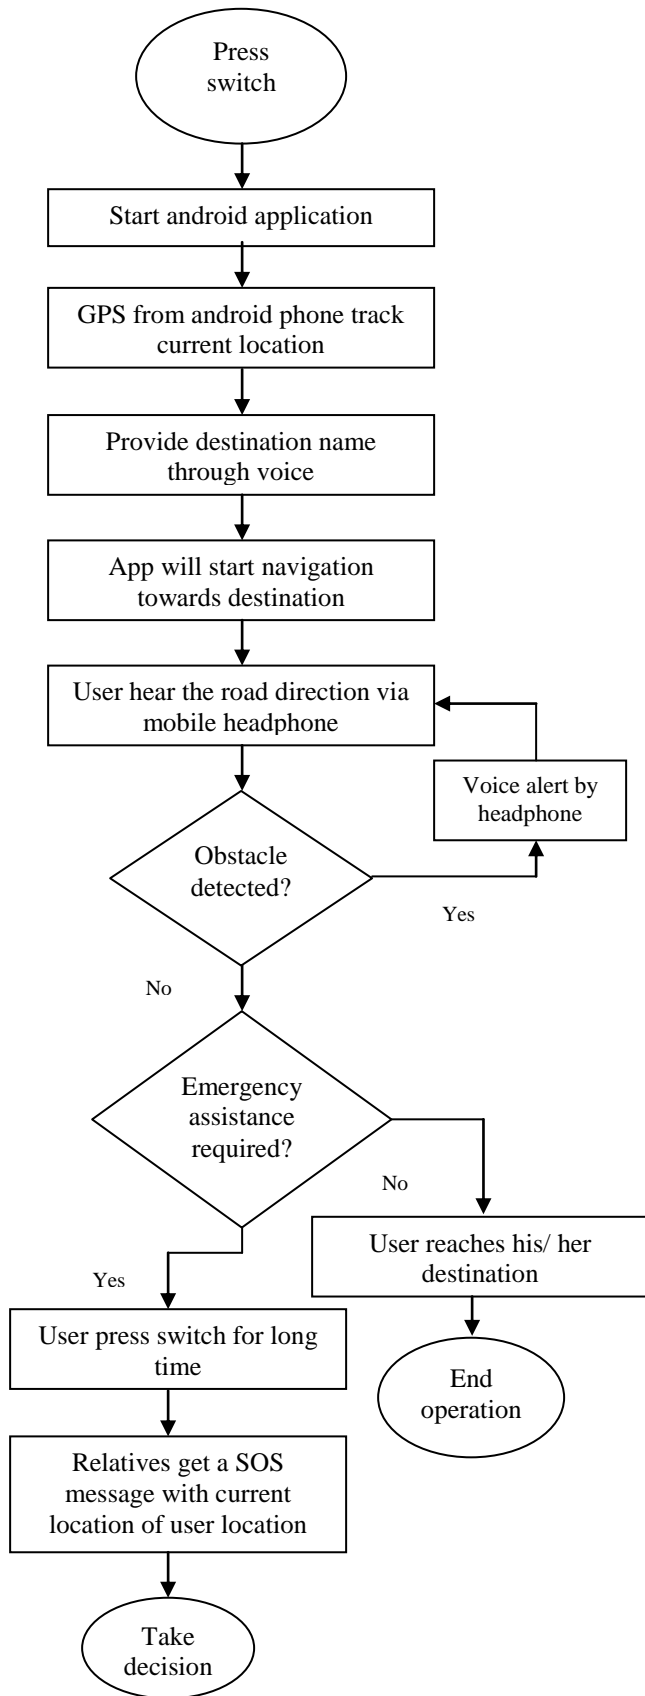 Press
switch
Start android application
GPS from android phone track
current location
Provide destination name
through voice
App will start navigation
towards destination
User hear the road direction via
mobile headphone
Voice alert by
headphone
Obstacle
detected?
Yes
No
Emergency
assistance
required?
No
User reaches his/ her
destination
Yes
User press switch for long
time
End
operation
Relatives get a SOS
message with current
location of user location
Take
decision